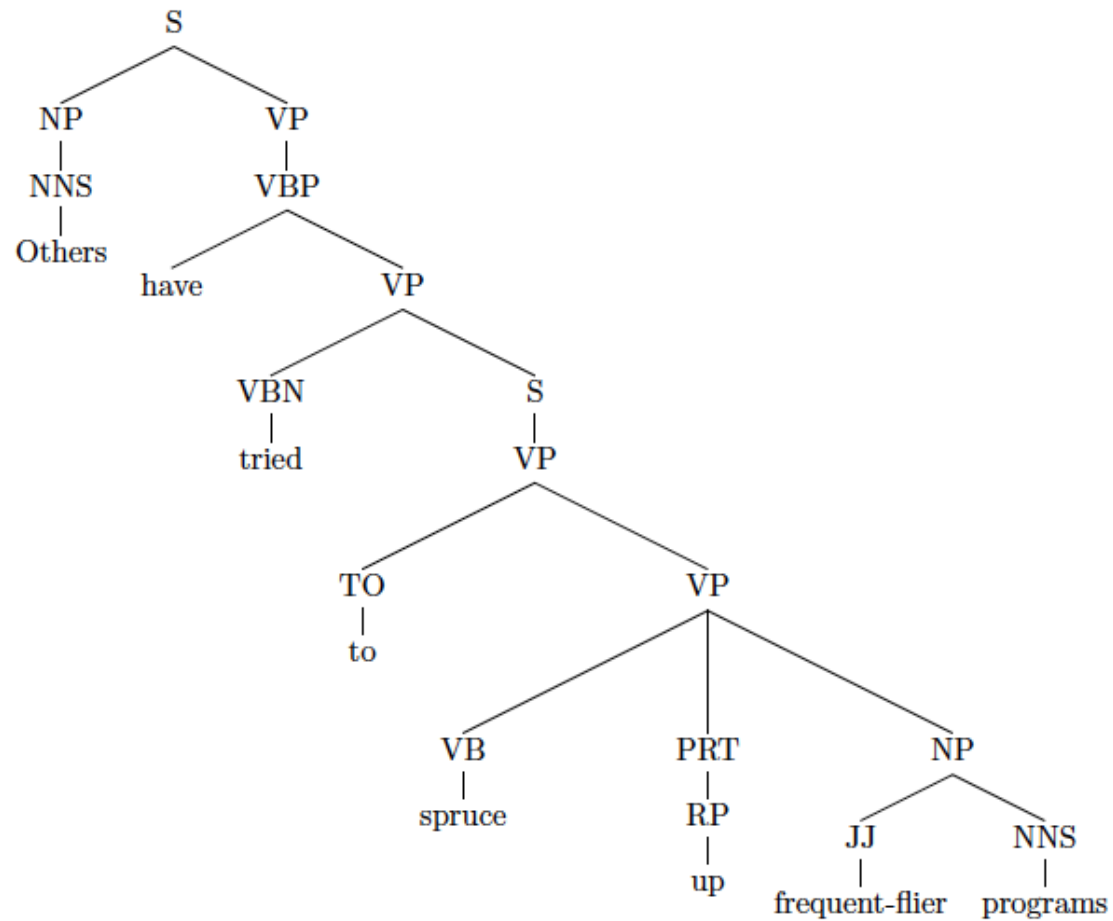 S
NP VP
NNS VBP
Others
have VP
VBN S
tried VP
TO VP
to
VB PRT NP
spruce RP
JJ NNS
up
frequent-flier programs